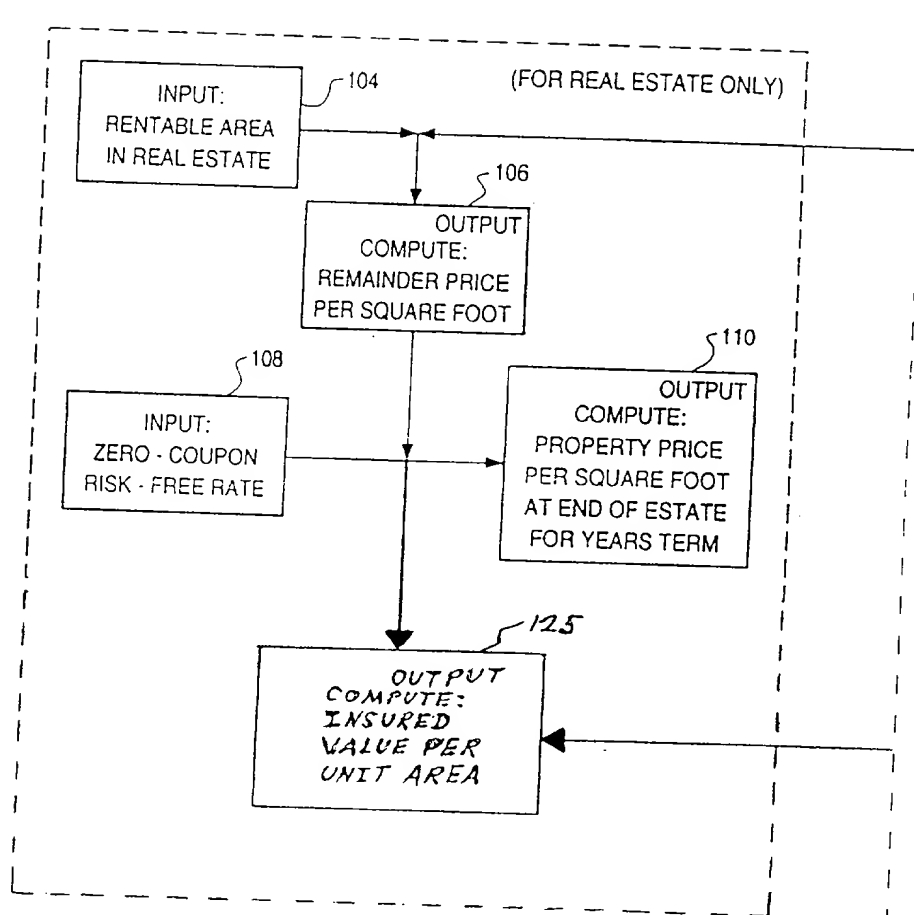 (FOR REAL ESTATE ONLY)
104
INPUT:
RENTABLE AREA
IN REAL ESTATE
106
OUTPUT
COMPUTE:
REMAINDER PRICE
PER SQUARE FOOT
108
INPUT:
ZERO - COUPON
RISK - FREE RATE
110
OUTPUT
COMPUTE:
PROPERTY PRICE
PER SQUARE FOOT
AT END OF ESTATE
FOR YEARS TERM
125
OUTPUT
COMPUTE:
INSURED
VALUE PER
UNIT AREA